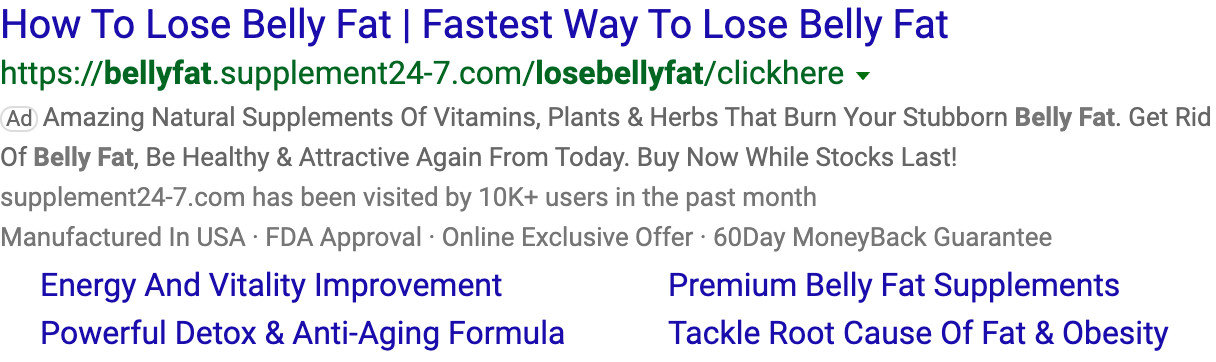 How To Lose Belly Fat | Fastest Way To Lose Belly Fat
https://bellyfat.supplement24-7.com/losebellyfat/clickhere
Ad Amazing Natural Supplements Of Vitamins, Plants & Herbs That Burn Your Stubborn Belly Fat. Get Rid
Of Belly Fat, Be Healthy & Attractive Again From Today. Buy Now While Stocks Last!
supplement24-7.com has been visited by 10K+ users in the past month
Manufactured In USA · FDA Approval · Online Exclusive Offer · 60Day MoneyBack Guarantee
Energy And Vitality Improvement Premium Belly Fat Supplements
Powerful Detox & Anti-Aging Formula Tackle Root Cause Of Fat & Obesity